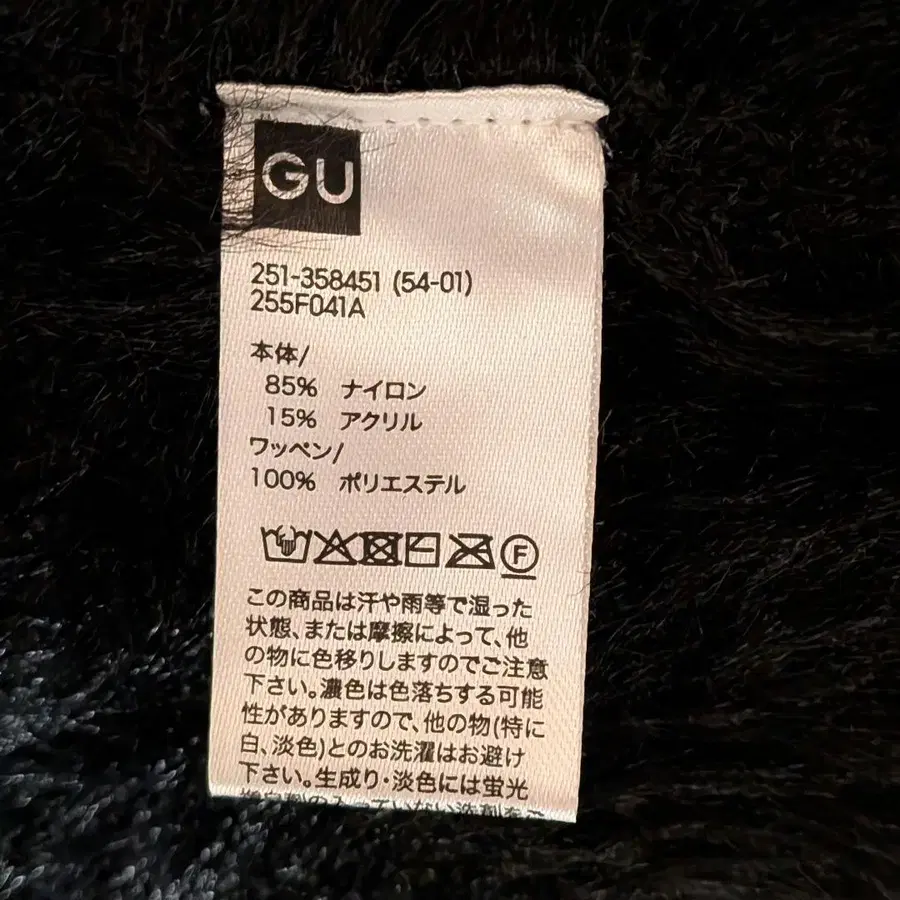 GU
251-358451 (54-01)
255F041A
本体/
85% ナイロン
15% アクリル
ワッペン/
100% ポリエステル
F
この商品は汗や雨等で湿った
状態、または摩擦によって、他
の物に色移りしますのでご注意
下さい。濃色は色落ちする可能
性がありますので、他の物(特に
白、淡色)とのお洗濯はお避け
下さい。生成り・淡色には蛍光